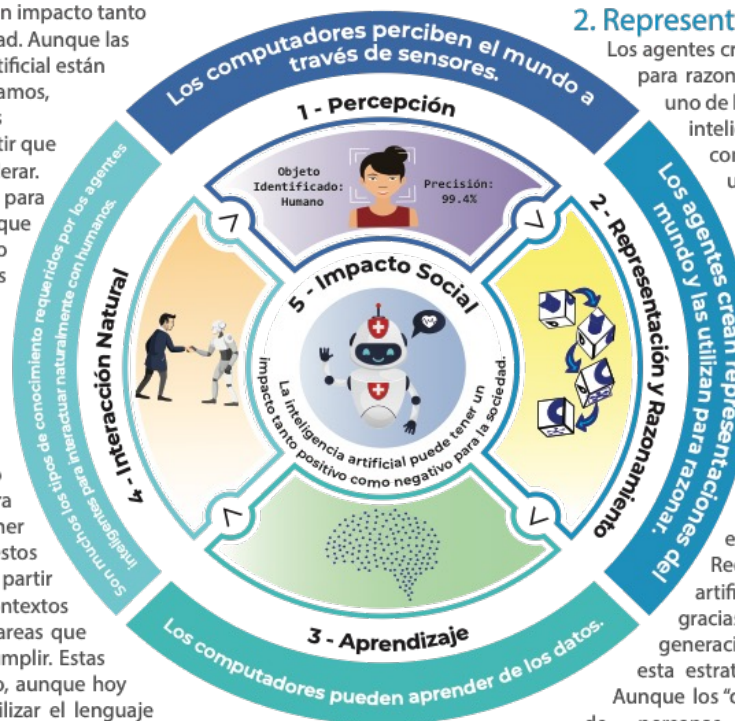 n impacto tanto
ad. Aunque las
tificial están
amos,
tir que
erar.
para
que
o
s
ra
ner
estos
partir
ntextos
areas que
umplir. Estas
o, aunque hoy
ilizar el lenguaje
2. Represent
Los agentes cr
para razon
uno de l
intelig
con
u
Los computadores perciben el mundo a
través de sensores.
1 - Percepción
Objeto
Identificado:
Humano
Precisión:
99.4%
Los agentes crean representaciones del
mundo y las utilizan para razonar.
2 - Representación y Razonamiento
5 - Impacto Social
La inteligencia artificial puede tener un
impacto tanto positivo como negativo para la sociedad.
4 - Interacción Natural
Son muchos los tipos de conocimiento requeridos por los agentes
inteligentes para interactuar naturalmente con humanos.
3 - Aprendizaje
Los computadores pueden aprender de los datos.
e
Re
artifi
gracias
generaci
esta estrat
Aunque los "c